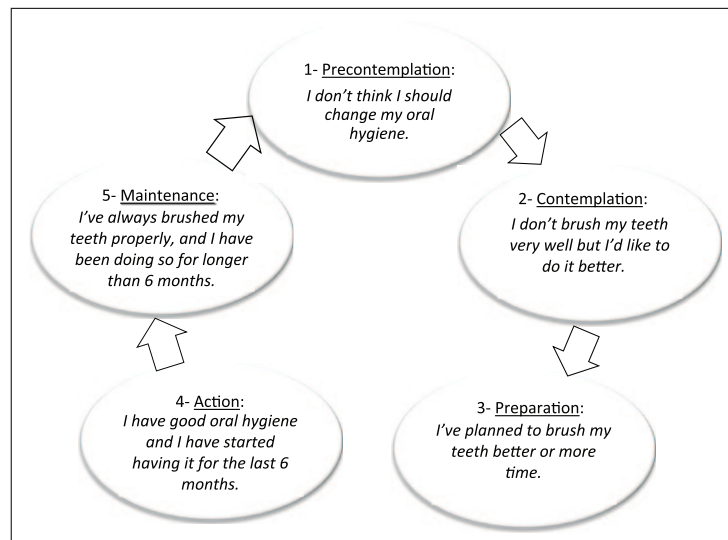 1- Precontemplation:
I don’t think I should
change my oral
hygiene.
2- Contemplation:
I don’t brush my teeth
very well but I’d like to
do it better.
3- Preparation:
I’ve planned to brush my
teeth better or more
time.
4- Action:
I have good oral hygiene
and I have started
having it for the last 6
months.
5- Maintenance:
I’ve always brushed my
teeth properly, and I have
been doing so for longer
than 6 months.